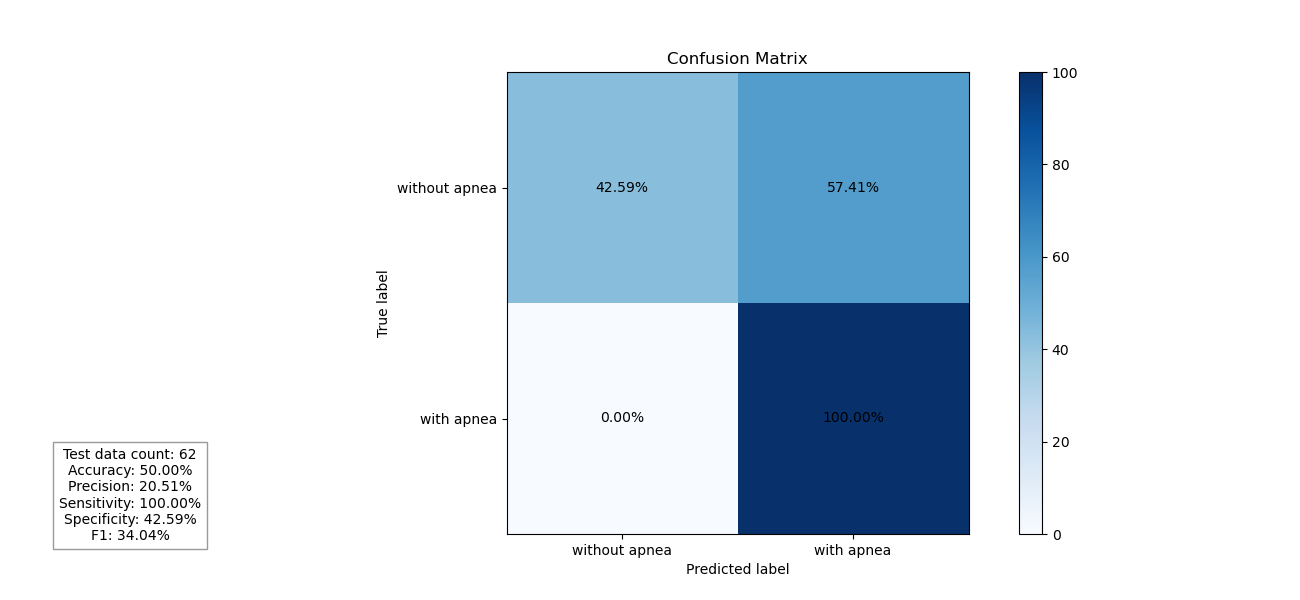 Confusion Matrix
100
80
60
40
20
0
without apnea
with apnea
True label
42.59%
57.41%
0.00%
100.00%
without apnea
with apnea
Predicted label
Test data count: 62
Accuracy: 50.00%
Precision: 20.51%
Sensitivity: 100.00%
Specificity: 42.59%
F1: 34.04%